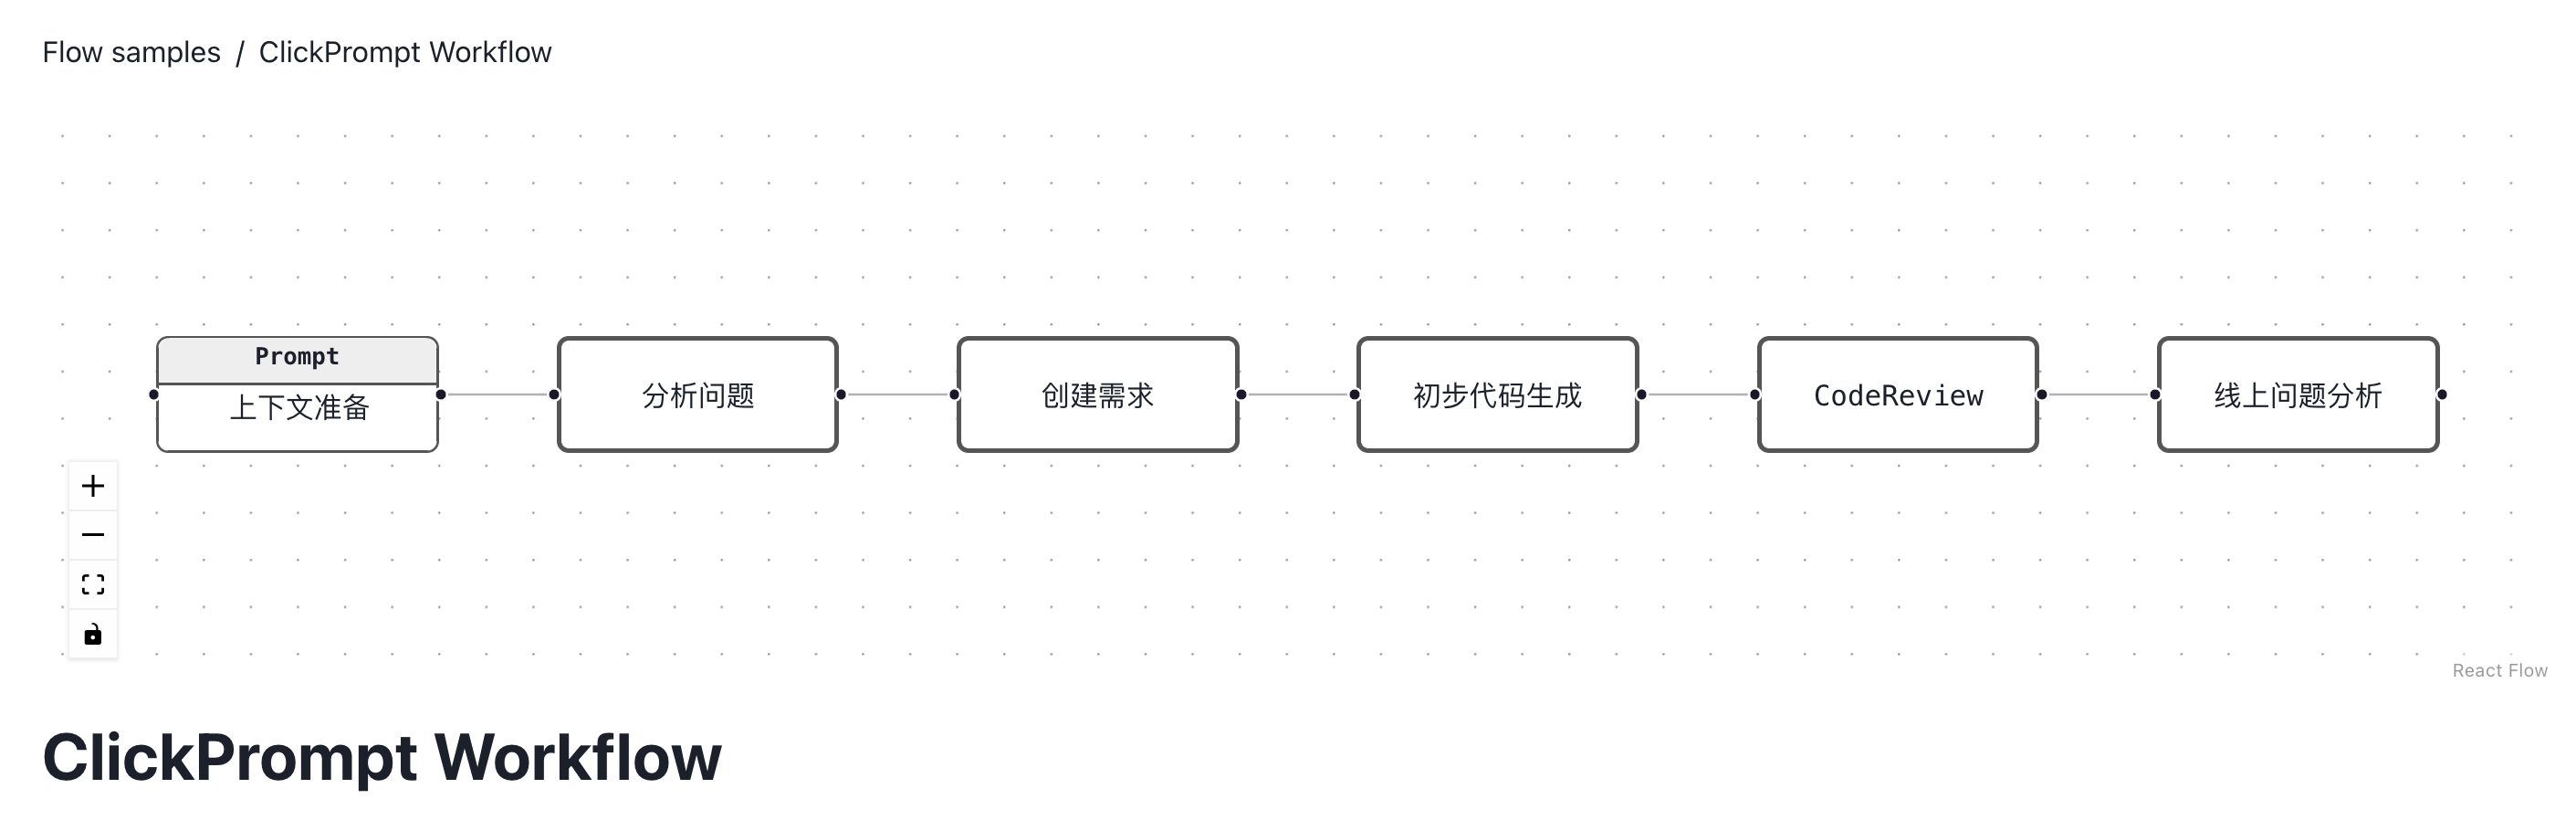 Flow samples / ClickPrompt Workflow
Prompt
上下文准备
分析问题
创建需求
初步代码生成
CodeReview
线上问题分析
React Flow
ClickPrompt Workflow